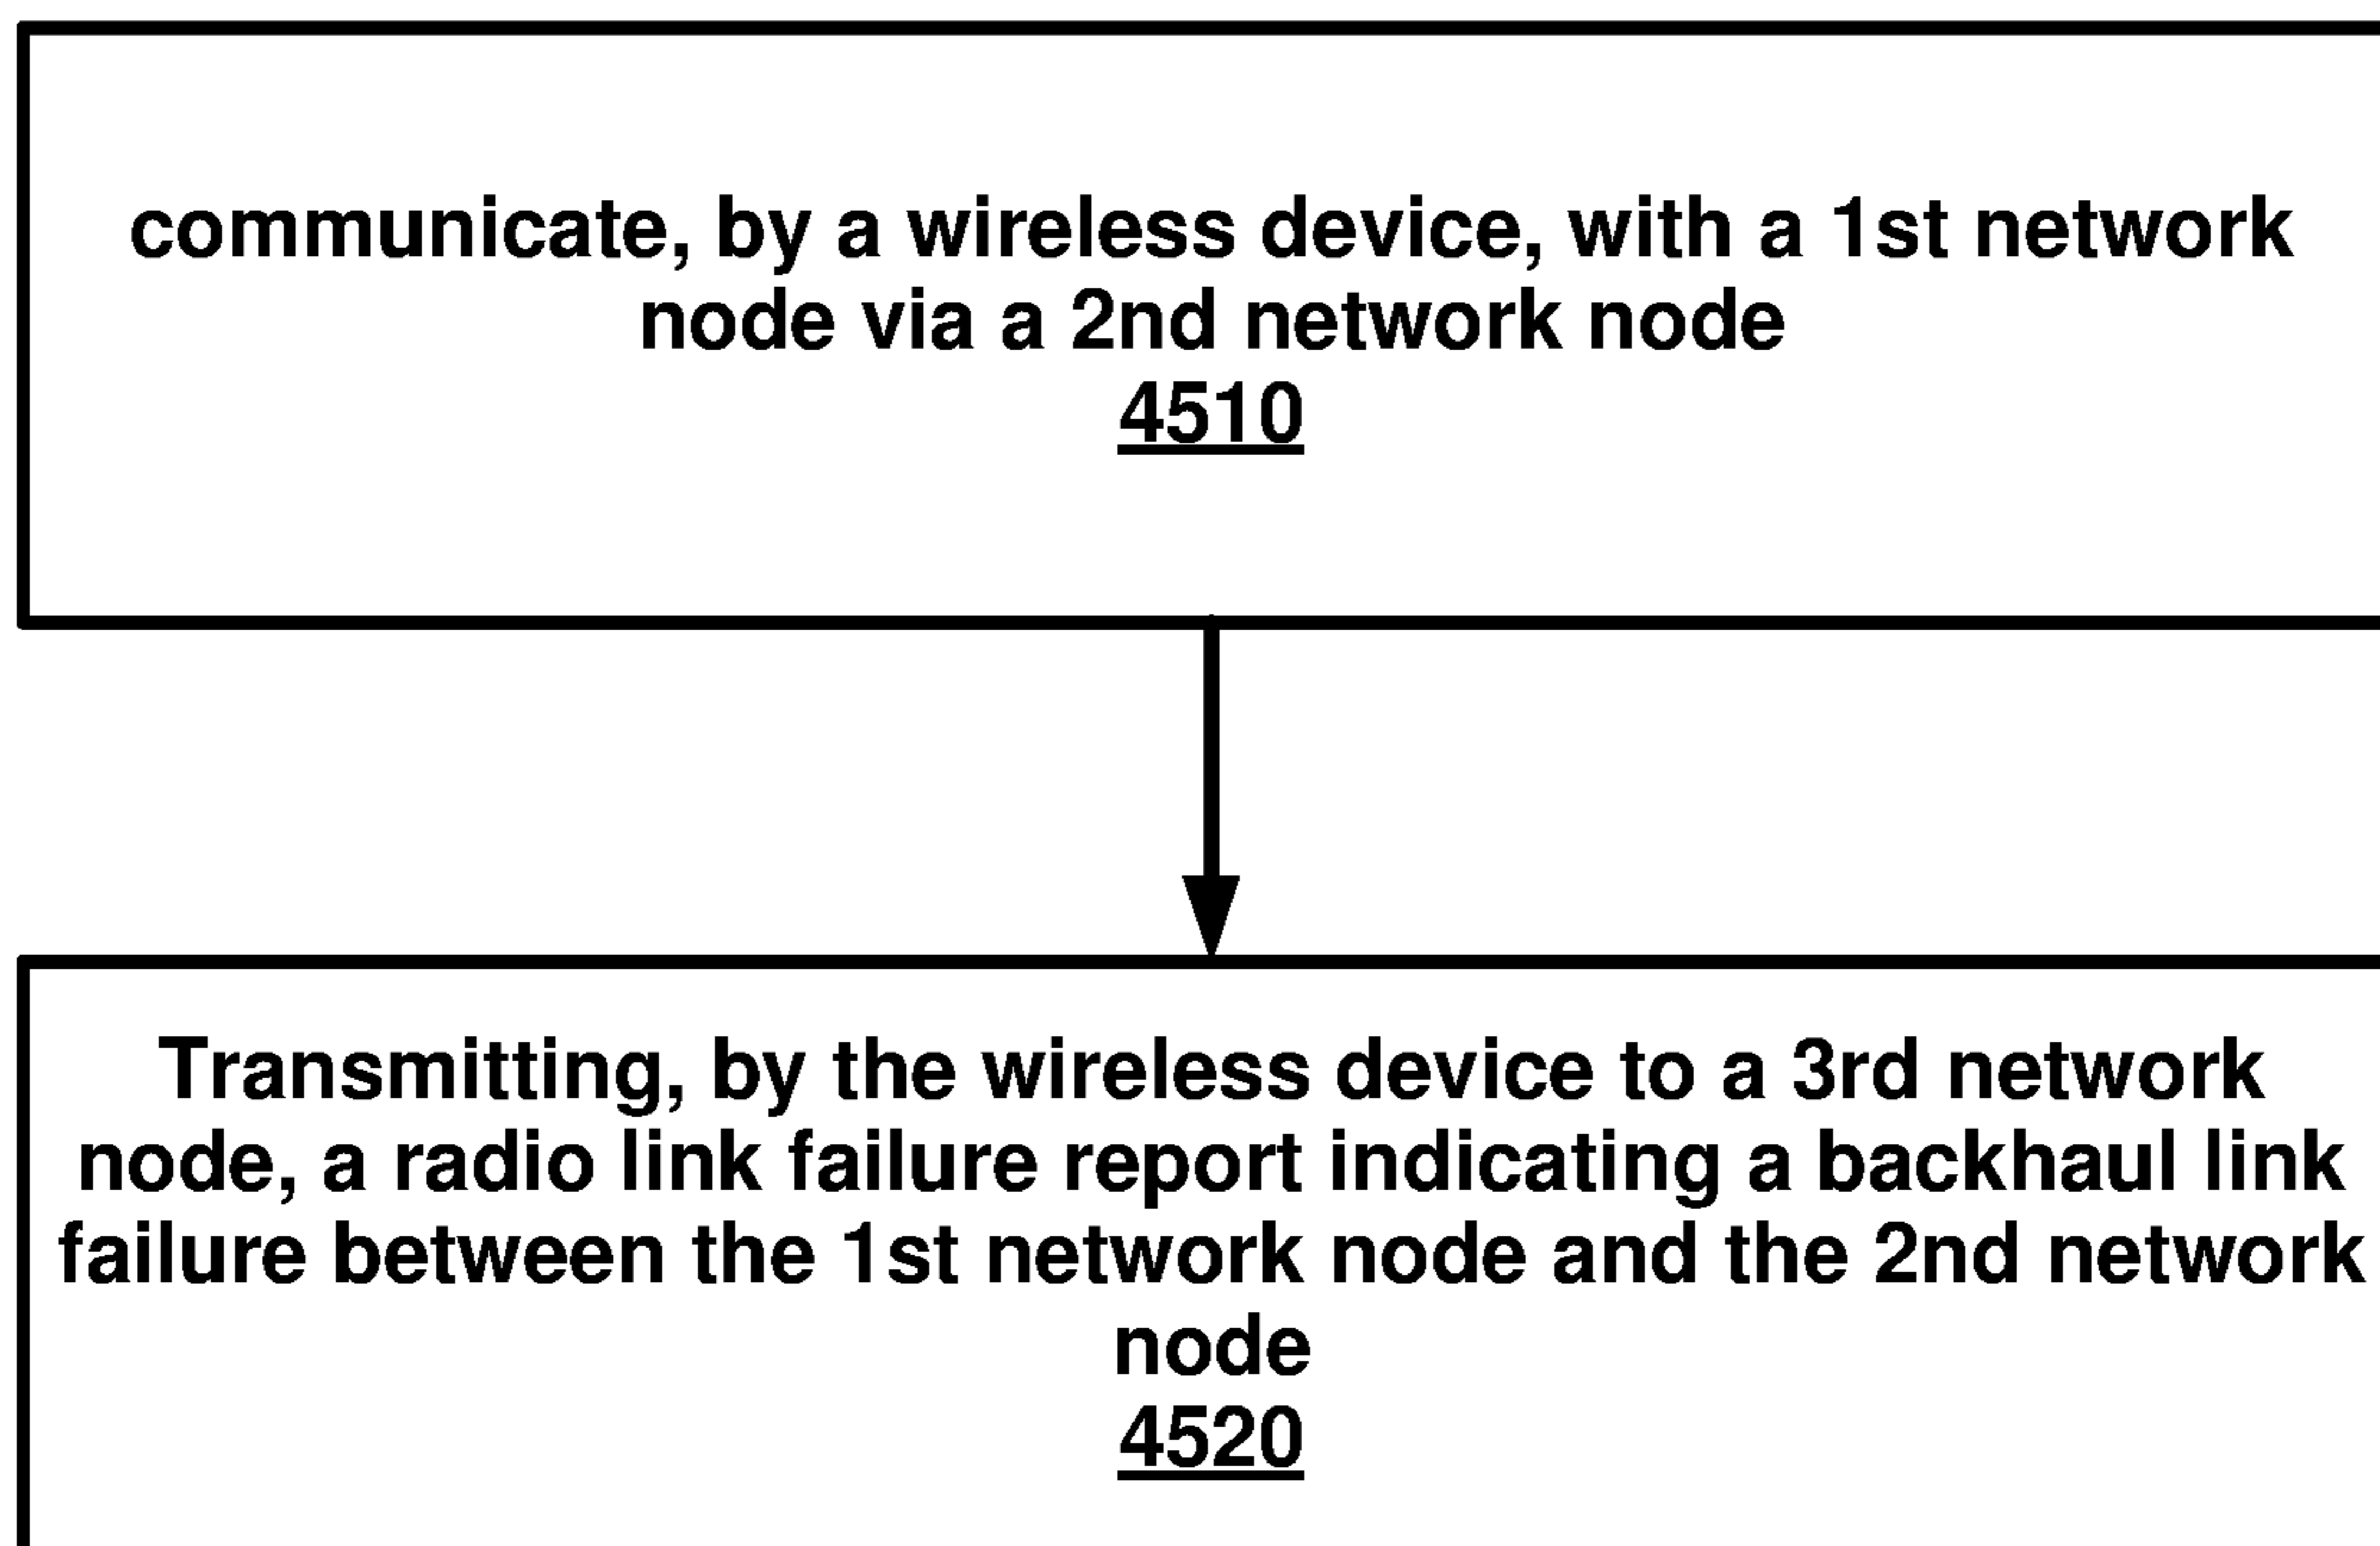 communicate, by a wireless device, with a 1st network
node via a 2nd network node
4510
Transmitting, by the wireless device to a 3rd network
node, a radio link failure report indicating a backhaul link
failure between the 1st network node and the 2nd network
node
4520